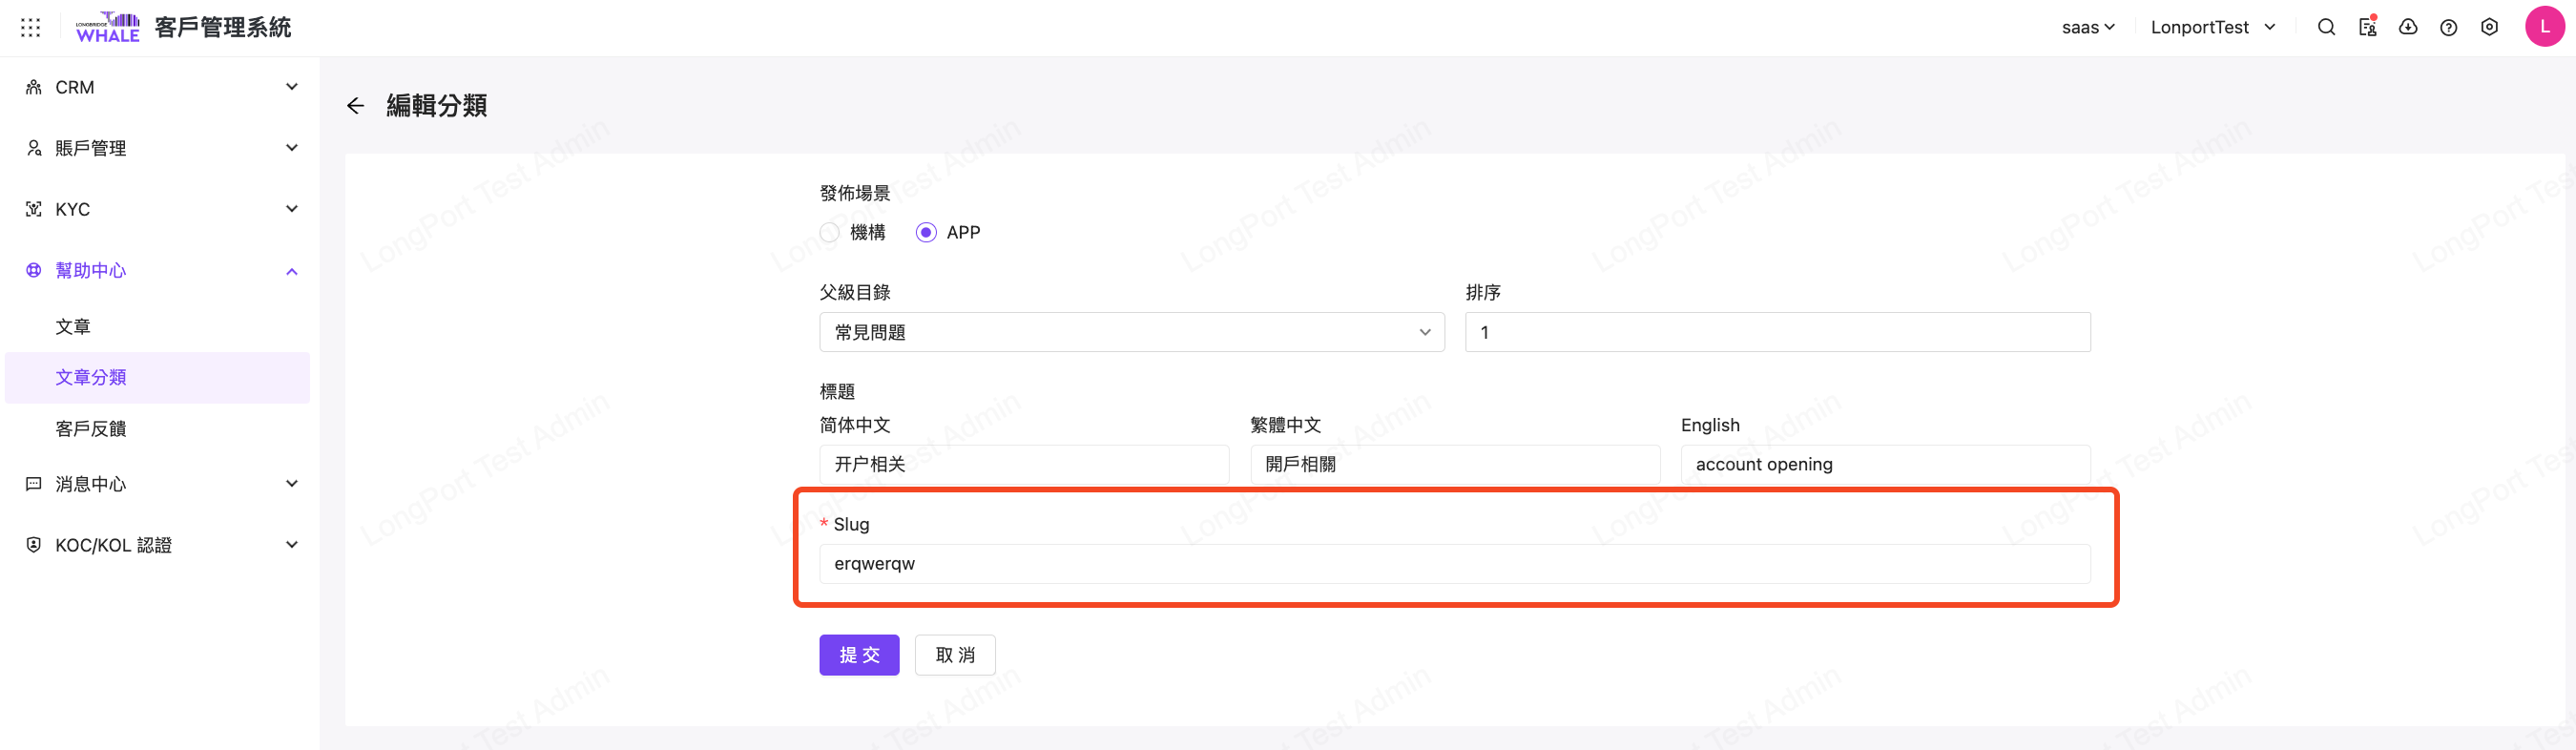 LONGBRIDGE
WHALE
客戶管理系統
saas
LonportTest
L
CRM
賬戶管理
KYC
幫助中心
文章
文章分類
客戶反饋
消息中心
KOC/KOL 認證
編輯分類
發佈場景
機構
APP
父級目錄
排序
常見問題
1
標題
简体中文
繁體中文
English
开户相关
開戶相關
account opening
* Slug
erqwerqw
提交
取消
LongPort Test Admin